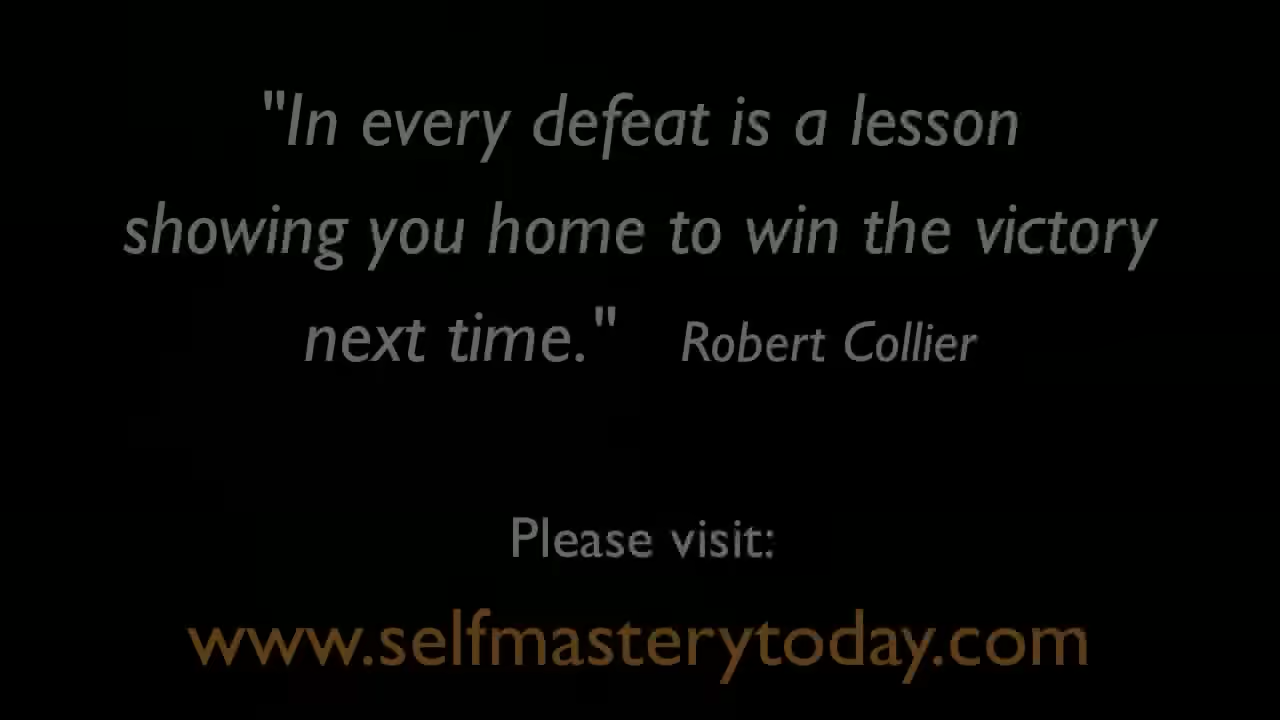 "In every defeat is a lesson
showing you home to win the victory
next time." Robert Collier
Please visit:
www.selfmasterytoday.com